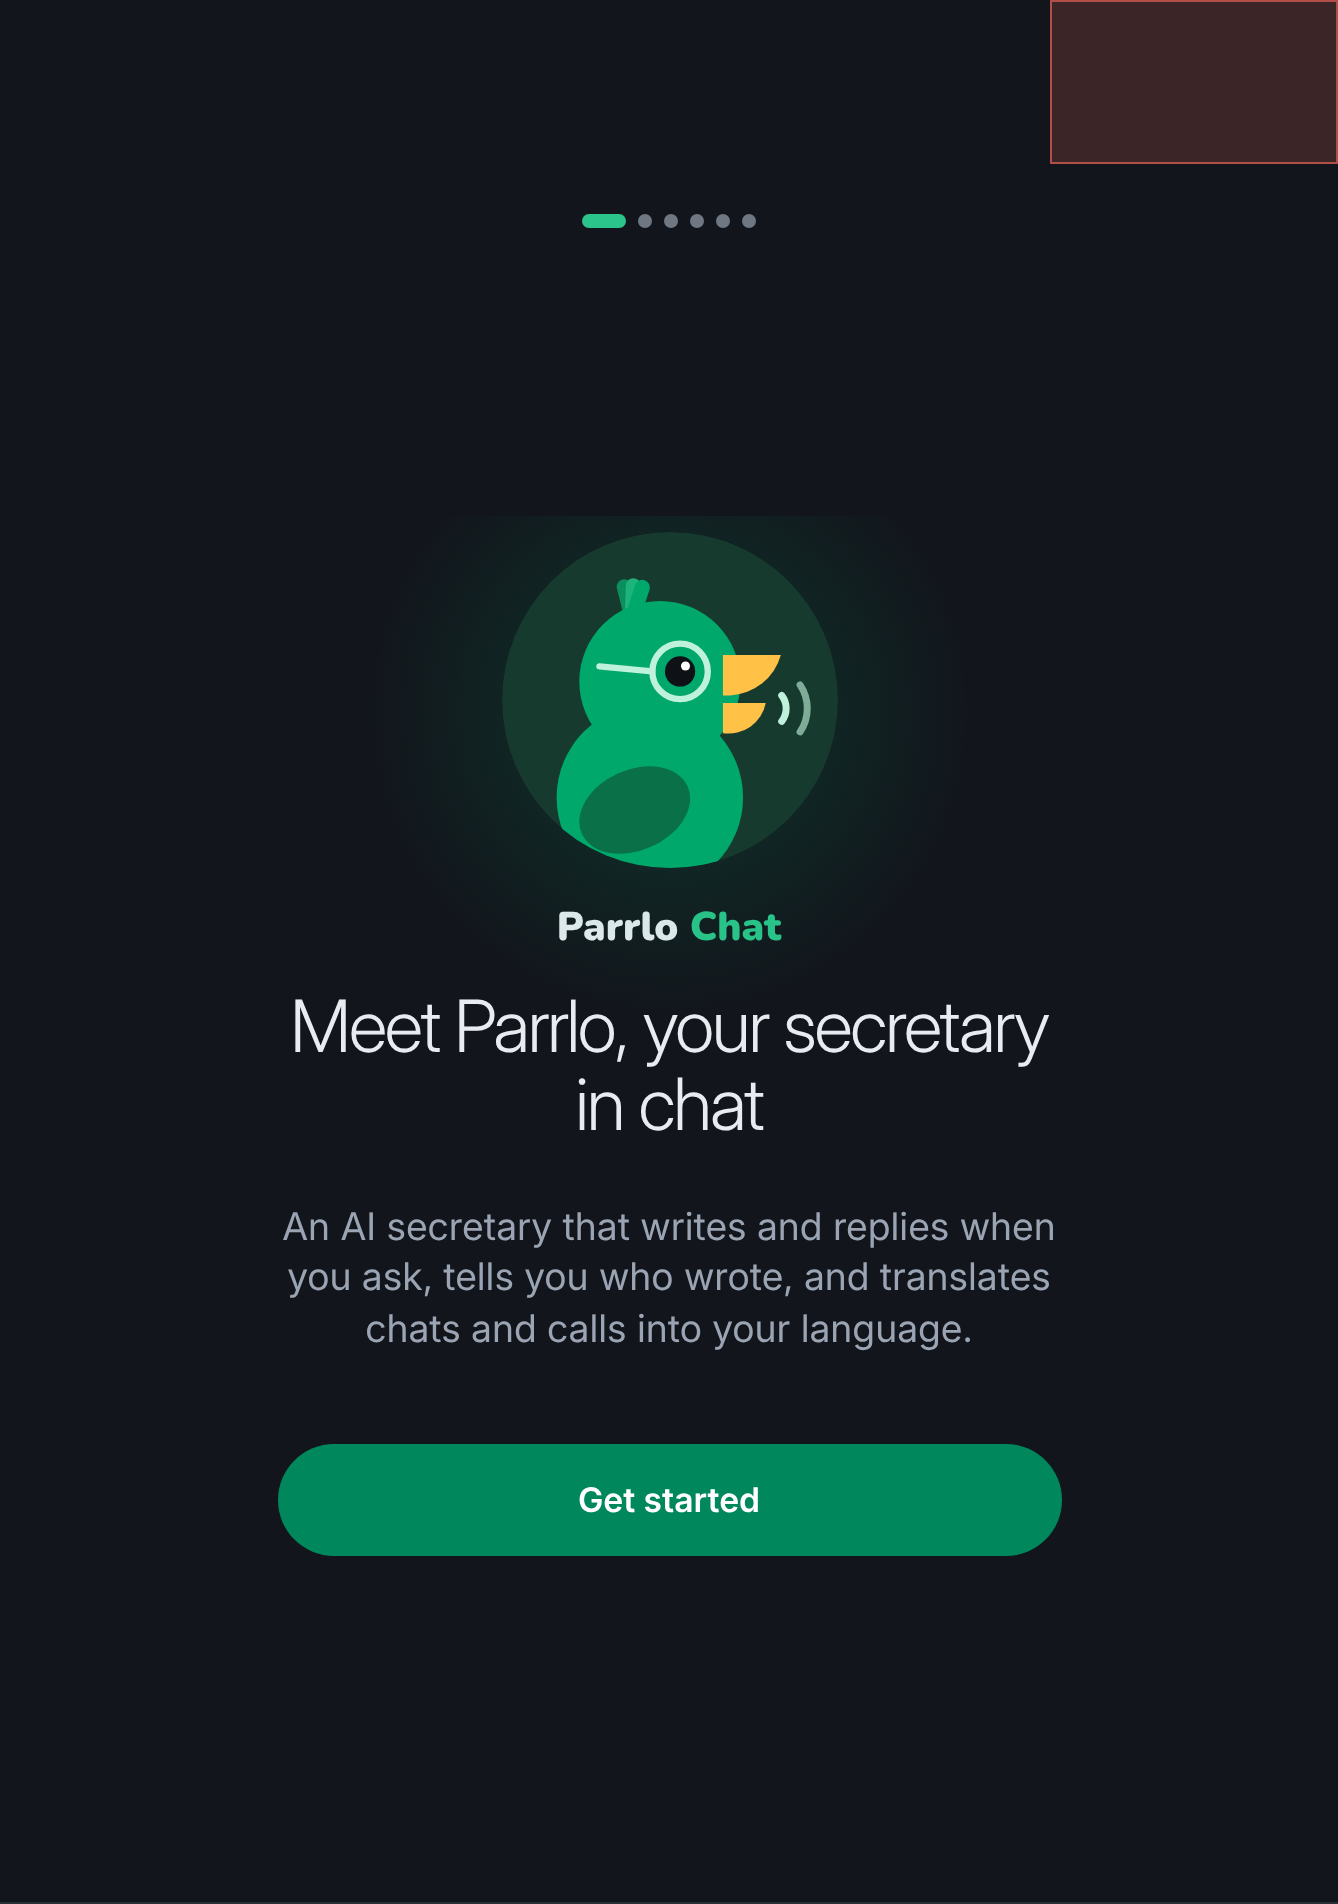 Parrlo Chat
Meet Parrlo, your secretary
in chat
An AI secretary that writes and replies when
you ask, tells you who wrote, and translates
chats and calls into your language.
Get started